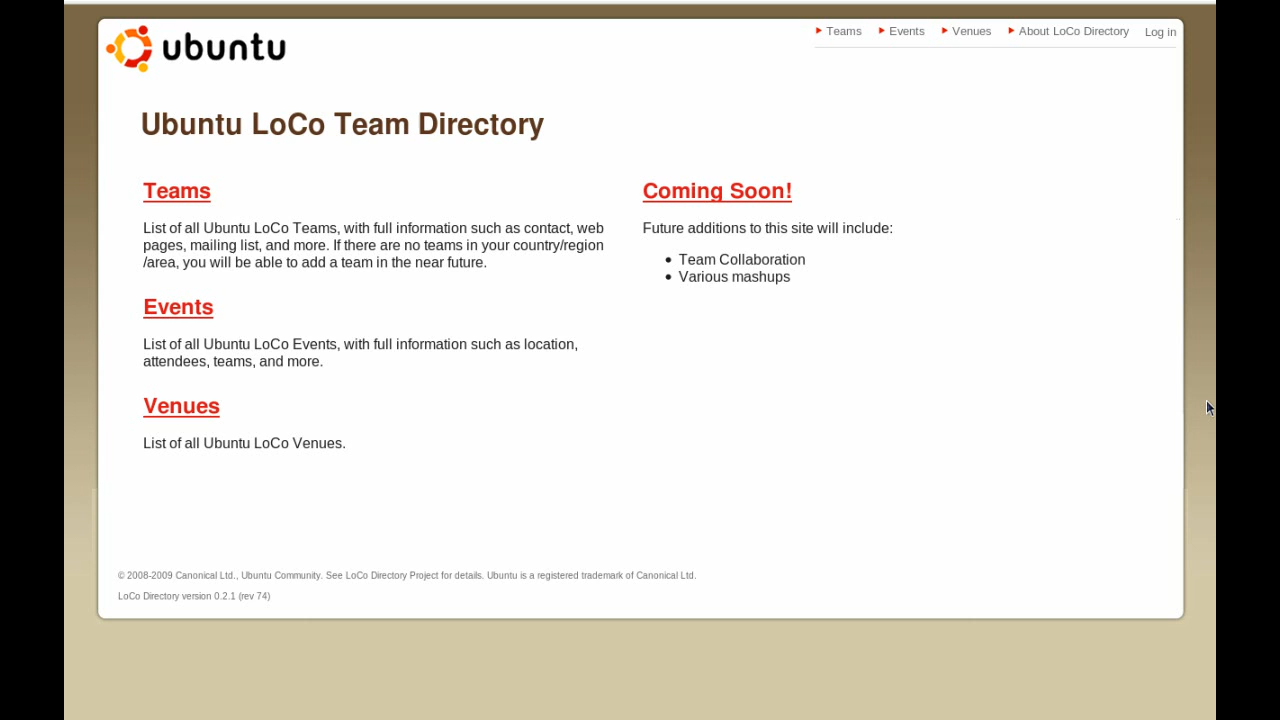 ubuntu
Teams Events Venues About LoCo Directory Log in
Ubuntu LoCo Team Directory
Teams
List of all Ubuntu LoCo Teams, with full information such as contact, web
pages, mailing list, and more. If there are no teams in your country/region
/area, you will be able to add a team in the near future.
Events
List of all Ubuntu LoCo Events, with full information such as location,
attendees, teams, and more.
Venues
List of all Ubuntu LoCo Venues.
Coming Soon!
Future additions to this site will include:
• Team Collaboration
• Various mashups
© 2008-2009 Canonical Ltd., Ubuntu Community. See LoCo Directory Project for details. Ubuntu is a registered trademark of Canonical Ltd.
LoCo Directory version 0.2.1 (rev 74)